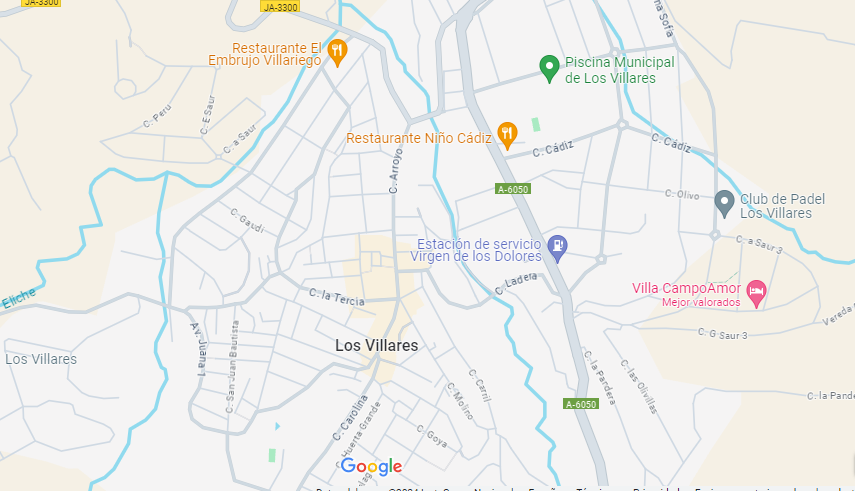 JA-3300
JA-3300
Restaurante El
Embrujo Villariego
Piscina Municipal
de Los Villares
C. Peru
C. E Saur
C. a Saur
Restaurante Niño Cádiz
C. Cádiz
C. Cádiz
C. Arroyo
A-6050
C. Olivo
Club de Padel
Los Villares
C. Gaudi
C. a Saur 3
Estación de servicio
Virgen de los Dolores
C. Ladera
Eliche
C. la Tercia
Villa CampoAmor
Mejor valorados
Vereda
C. G Saur 3
Av. Juana I
Los Villares
Los Villares
C. San Juan Bautista
C. la Pandera
C. las Olivillas
C. Carril
C. Molino
A-6050
C. Carolina
C. Huerta Grande
C. Goya
C. la Pande
Google